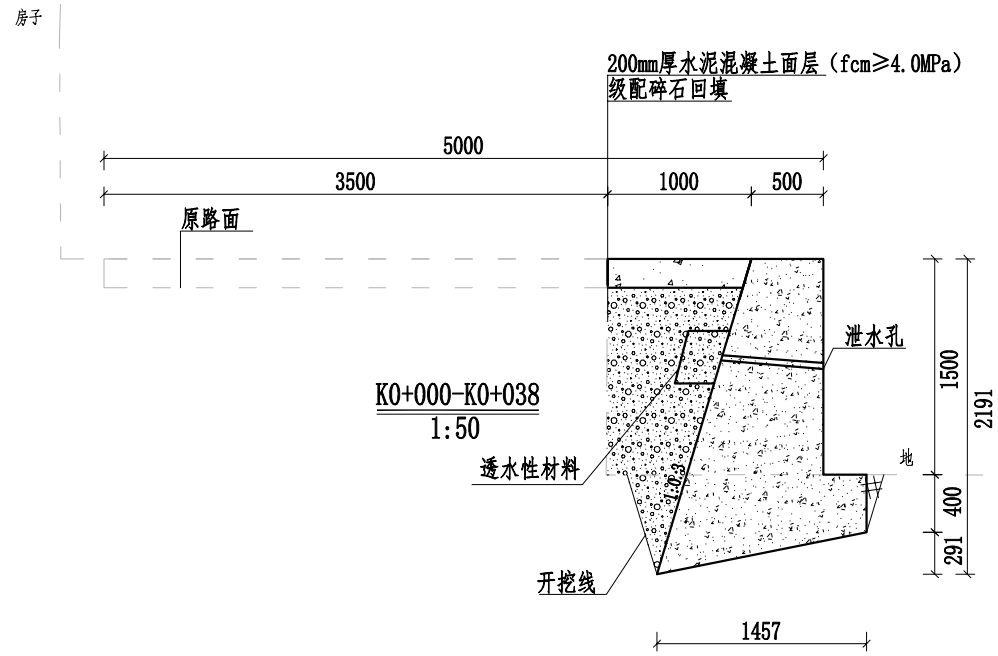 房子
200mm厚水泥混凝土面层（fcm≥4.0MPa）
级配碎石回填
5000
3500
1000
500
原路面
泄水孔
1500
2191
K0+000-K0+038
1:50
透水性材料
1:0.3
地
400
291
开挖线
1457